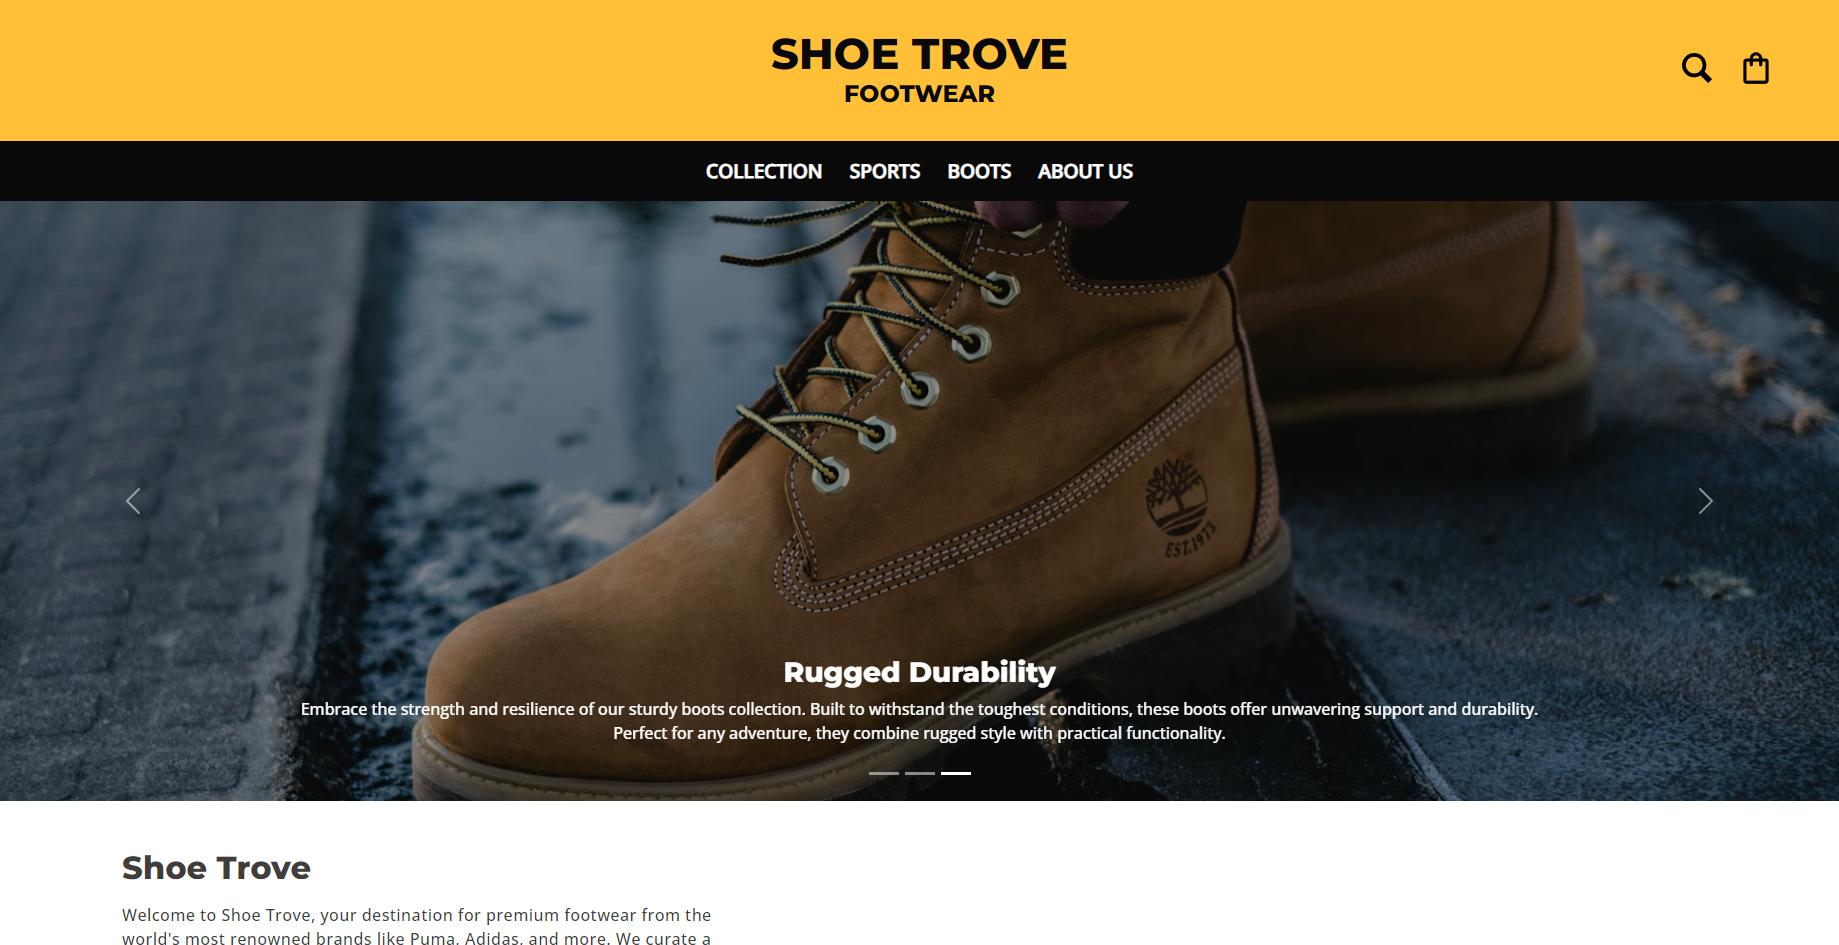 SHOE TROVE
FOOTWEAR
COLLECTION SPORTS BOOTS ABOUT US
EST.1973
Rugged Durability
Embrace the strength and resilience of our sturdy boots collection. Built to withstand the toughest conditions, these boots offer unwavering support and durability.
Perfect for any adventure, they combine rugged style with practical functionality.
Shoe Trove
Welcome to Shoe Trove, your destination for premium footwear from the
world's most renowned brands like Puma, Adidas, and more. We curate a